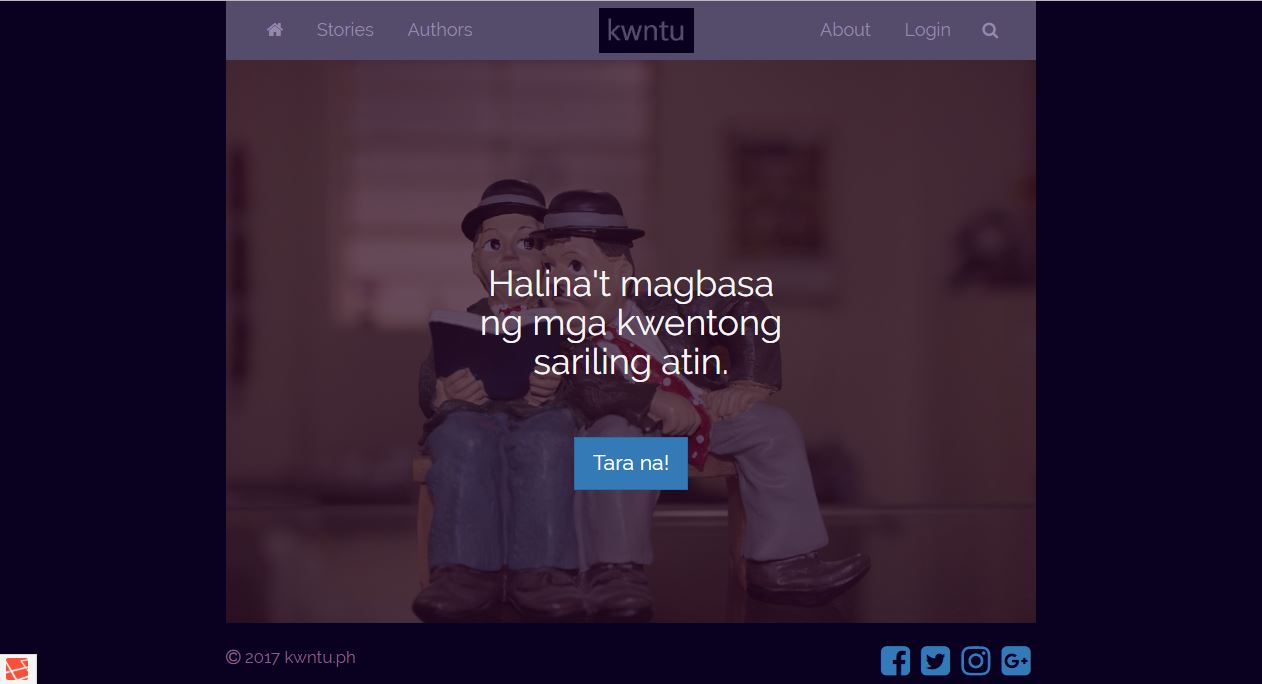 Stories Authors kwntu About Login
Halina't magbasa
ng mga kwentong
sariling atin.
Tara na!
© 2017 kwntu.ph